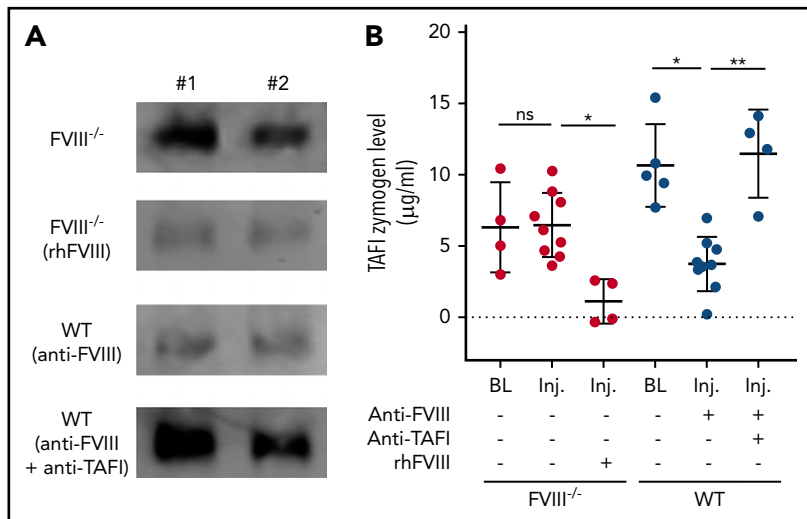 A
#1 #2
FVIII-/-
FVIII-/-
(rhFVIII)
WT
(anti-FVIII)
WT
(anti-FVIII
+ anti-TAFI)
B
TAFI zymogen level
(μg/ml)
20
15
10
5
0
ns * * **
BL Inj. Inj. BL Inj. Inj.
Anti-FVIII - - - - + +
Anti-TAFI - - - - - +
rhFVIII - - + - - -
FVIII-/- WT